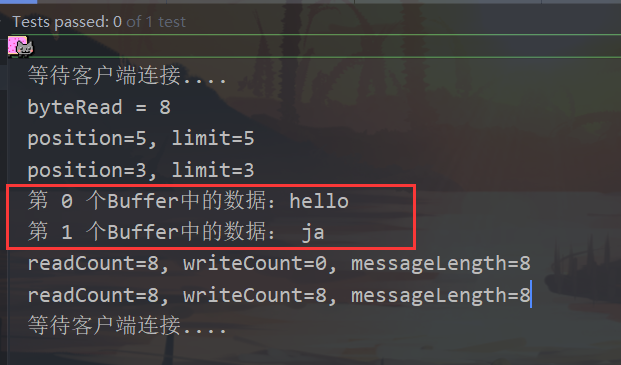 Tests passed: 0 of 1 test
等待客户端连接....
byteRead = 8
position=5, limit=5
position=3, limit=3
第 0 个Buffer中的数据：hello
第 1 个Buffer中的数据： ja
readCount=8, writeCount=0, messageLength=8
readCount=8, writeCount=8, messageLength=8
等待客户端连接....